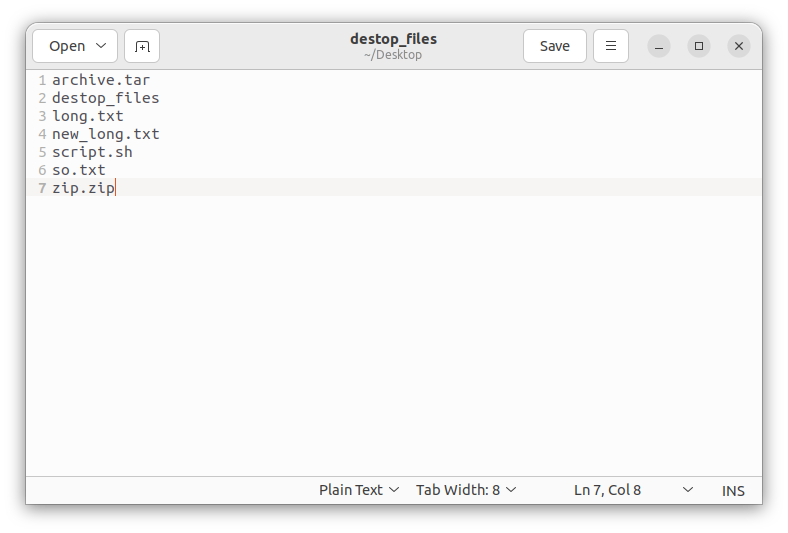 Open
destop_files
~/Desktop
Save
1 archive.tar
2 destop_files
3 long.txt
4 new_long.txt
5 script.sh
6 so.txt
7 zip.zip
Plain Text
Tab Width: 8
Ln 7, Col 8
INS